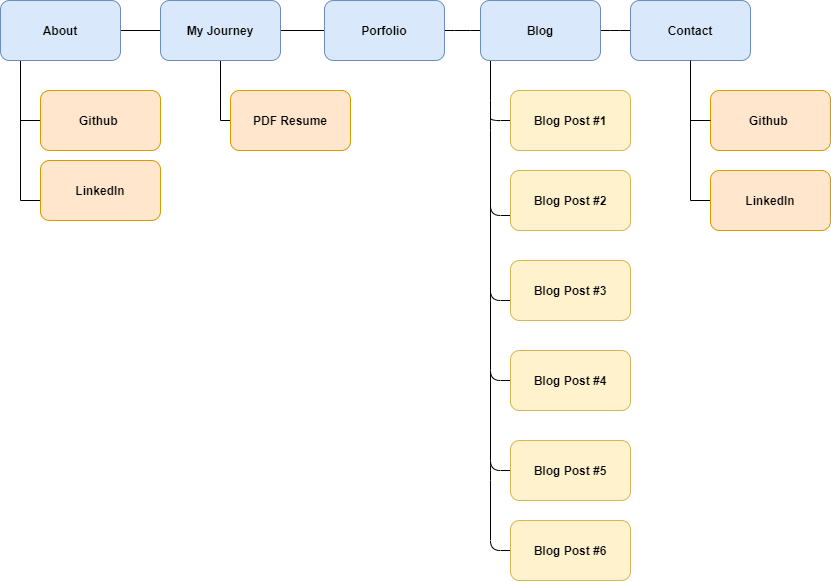 About
My Journey
Porfolio
Blog
Contact
Github
PDF Resume
Blog Post #1
Github
LinkedIn
Blog Post #2
LinkedIn
Blog Post #3
Blog Post #4
Blog Post #5
Blog Post #6